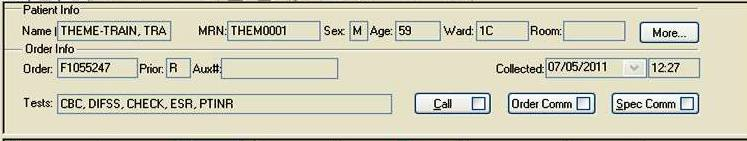 Patient Info
Name THEME-TRAIN, TRA MRN: THEM0001 Sex: M Age: 59 Ward: 1C Room: More...
Order Info
Order: F1055247 Prior: R Aux#: Collected: 07/05/2011 12:27
Tests: CBC, DIFSS, CHECK, ESR, PTINR Call Order Comm Spec Comm